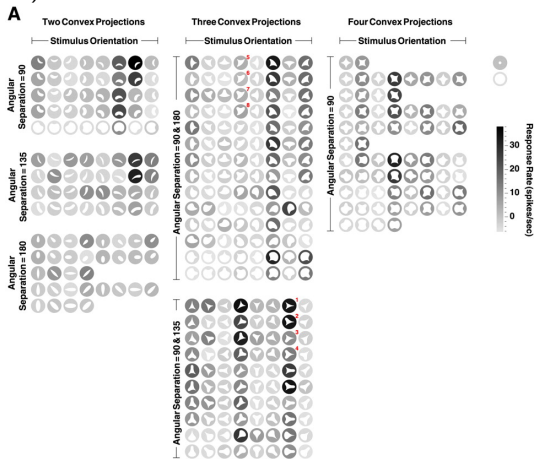 A
Two Convex Projections
Three Convex Projections
Four Convex Projections
Stimulus Orientation
Stimulus Orientation
Stimulus Orientation
Angular
Separation = 90
Angular
Separation = 135
Angular
Separation = 180
Angular Separation = 90 & 180
5
6
7
8
Angular Separation = 90 & 135
1
2
3
4
Angular Separation = 90
30
20
10
0
Response Rate (spikes/sec)